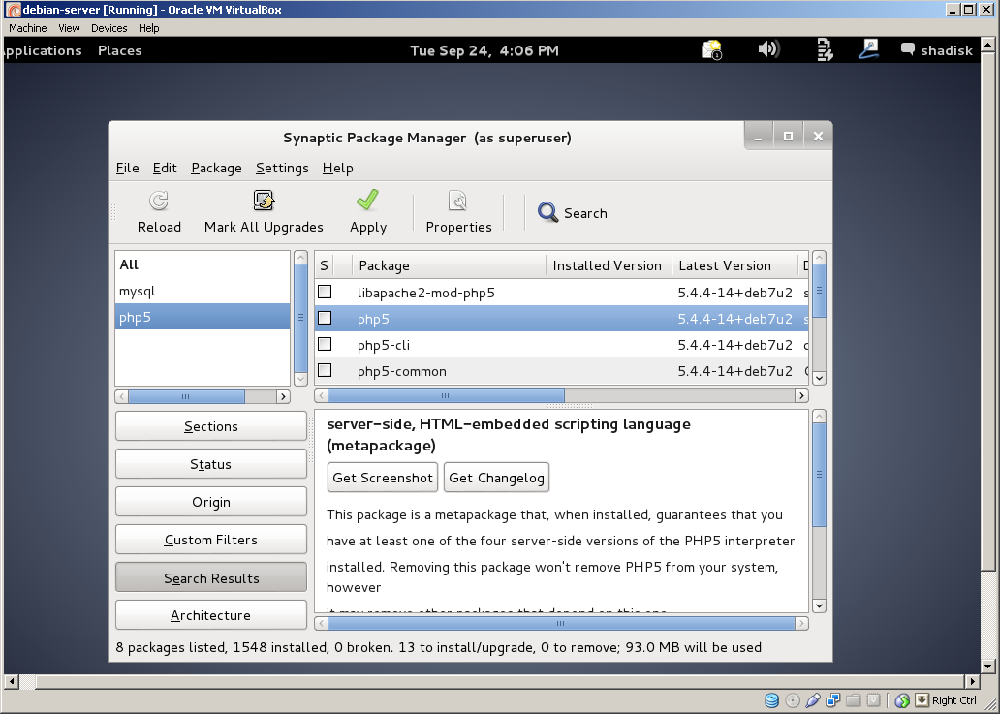 debian-server [Running] - Oracle VM VirtualBox
Machine View Devices Help
pplications Places Tue Sep 24, 4:06 PM 1 shadisk
Synaptic Package Manager (as superuser)
File Edit Package Settings Help
Reload Mark All Upgrades Apply Properties Search
All
mysql
php5
S Package Installed Version Latest Version D
libapache2-mod-php5 5.4.4-14+deb7u2 s
php5 5.4.4-14+deb7u2 s
php5-cli 5.4.4-14+deb7u2 c
php5-common 5.4.4-14+deb7u2
Sections
Status
Origin
Custom Filters
Search Results
Architecture
server-side, HTML-embedded scripting language
(metapackage)
Get Screenshot Get Changelog
This package is a metapackage that, when installed, guarantees that you
have at least one of the four server-side versions of the PHP5 interpreter
installed. Removing this package won't remove PHP5 from your system,
however
it may remove other packages that depend on this one.
8 packages listed, 1548 installed, 0 broken. 13 to install/upgrade, 0 to remove; 93.0 MB will be used
Right Ctrl